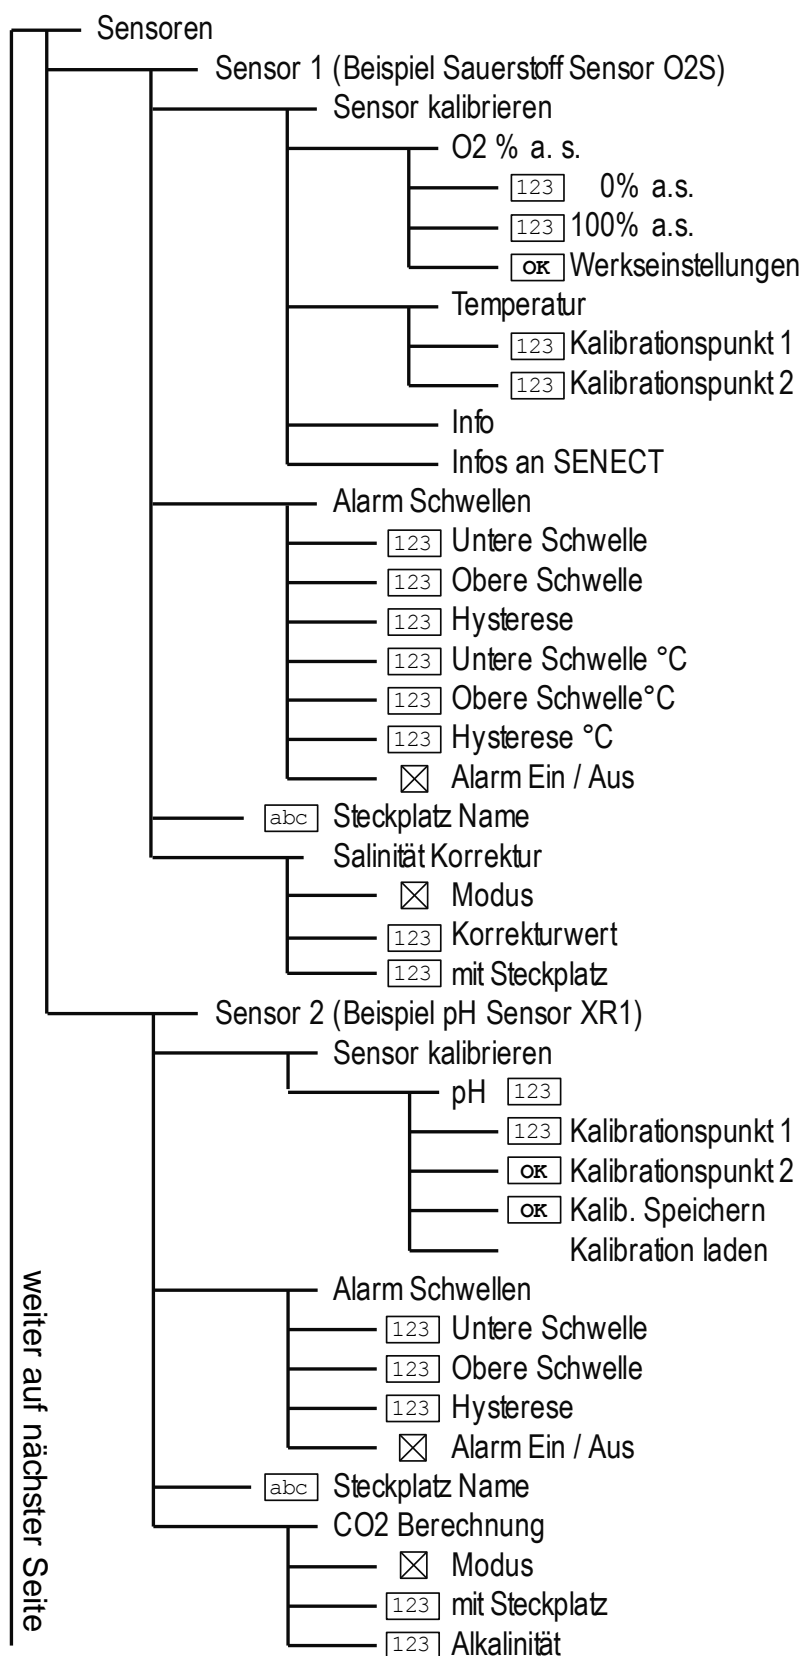 Sensoren
Sensor 1 (Beispiel Sauerstoff Sensor O2S)
Sensor kalibrieren
O2 % a. s.
123 0% a.s.
123 100% a.s.
OK Werkseinstellungen
Temperatur
123 Kalibrationspunkt 1
123 Kalibrationspunkt 2
Info
Infos an SENECT
Alarm Schwellen
123 Untere Schwelle
123 Obere Schwelle
123 Hysterese
123 Untere Schwelle °C
123 Obere Schwelle°C
123 Hysterese °C
Alarm Ein / Aus
abc Steckplatz Name
Salinität Korrektur
Modus
123 Korrekturwert
123 mit Steckplatz
Sensor 2 (Beispiel pH Sensor XR1)
Sensor kalibrieren
pH 123
123 Kalibrationspunkt 1
OK Kalibrationspunkt 2
OK Kalib. Speichern
Kalibration laden
Alarm Schwellen
123 Untere Schwelle
123 Obere Schwelle
123 Hysterese
Alarm Ein / Aus
abc Steckplatz Name
CO2 Berechnung
Modus
123 mit Steckplatz
123 Alkalinität
weiter auf nächster Seite